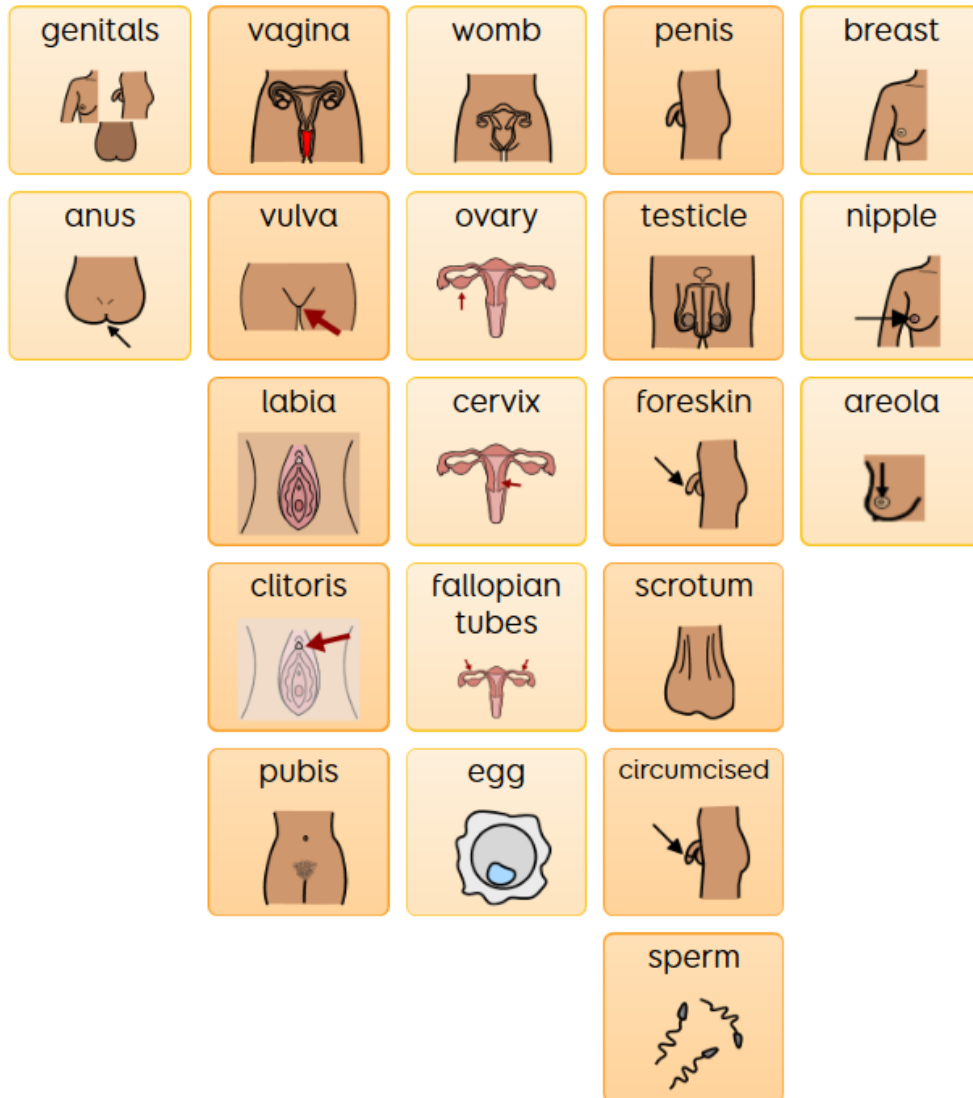 genitals
vagina
womb
penis
breast
anus
vulva
ovary
testicle
nipple
labia
cervix
foreskin
areola
clitoris
fallopian
tubes
scrotum
pubis
egg
circumcised
sperm